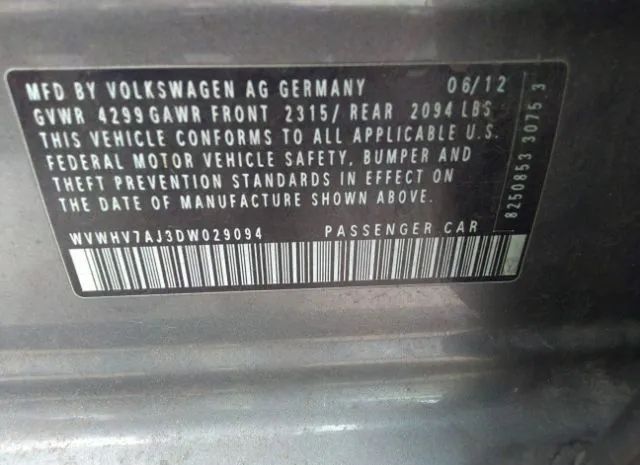 MFD BY VOLKSWAGEN AG GERMANY 06/12
GVWR 4299 GAWR FRONT 2315/ REAR 2094 LBS
THIS VEHICLE CONFORMS TO ALL APPLICABLE U.S.
FEDERAL MOTOR VEHICLE SAFETY, BUMPER AND
THEFT PREVENTION STANDARDS IN EFFECT ON
THE DATE OF MANUFACTURE SHOWN ABOVE.
WVWHV7AJ3DW029094 PASSENGER CAR
8250853 3075 3